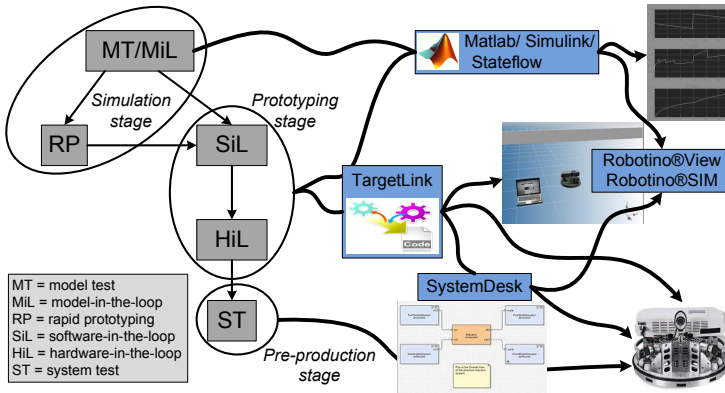 MT/MiL
Matlab/ Simulink/
Stateflow
Simulation
stage
Prototyping
stage
RP
SiL
TargetLink
Code
Robotino®View
Robotino®SIM
HiL
SystemDesk
MT = model test
MiL = model-in-the-loop
RP = rapid prototyping
SiL = software-in-the-loop
HiL = hardware-in-the-loop
ST = system test
ST
Pre-production
stage